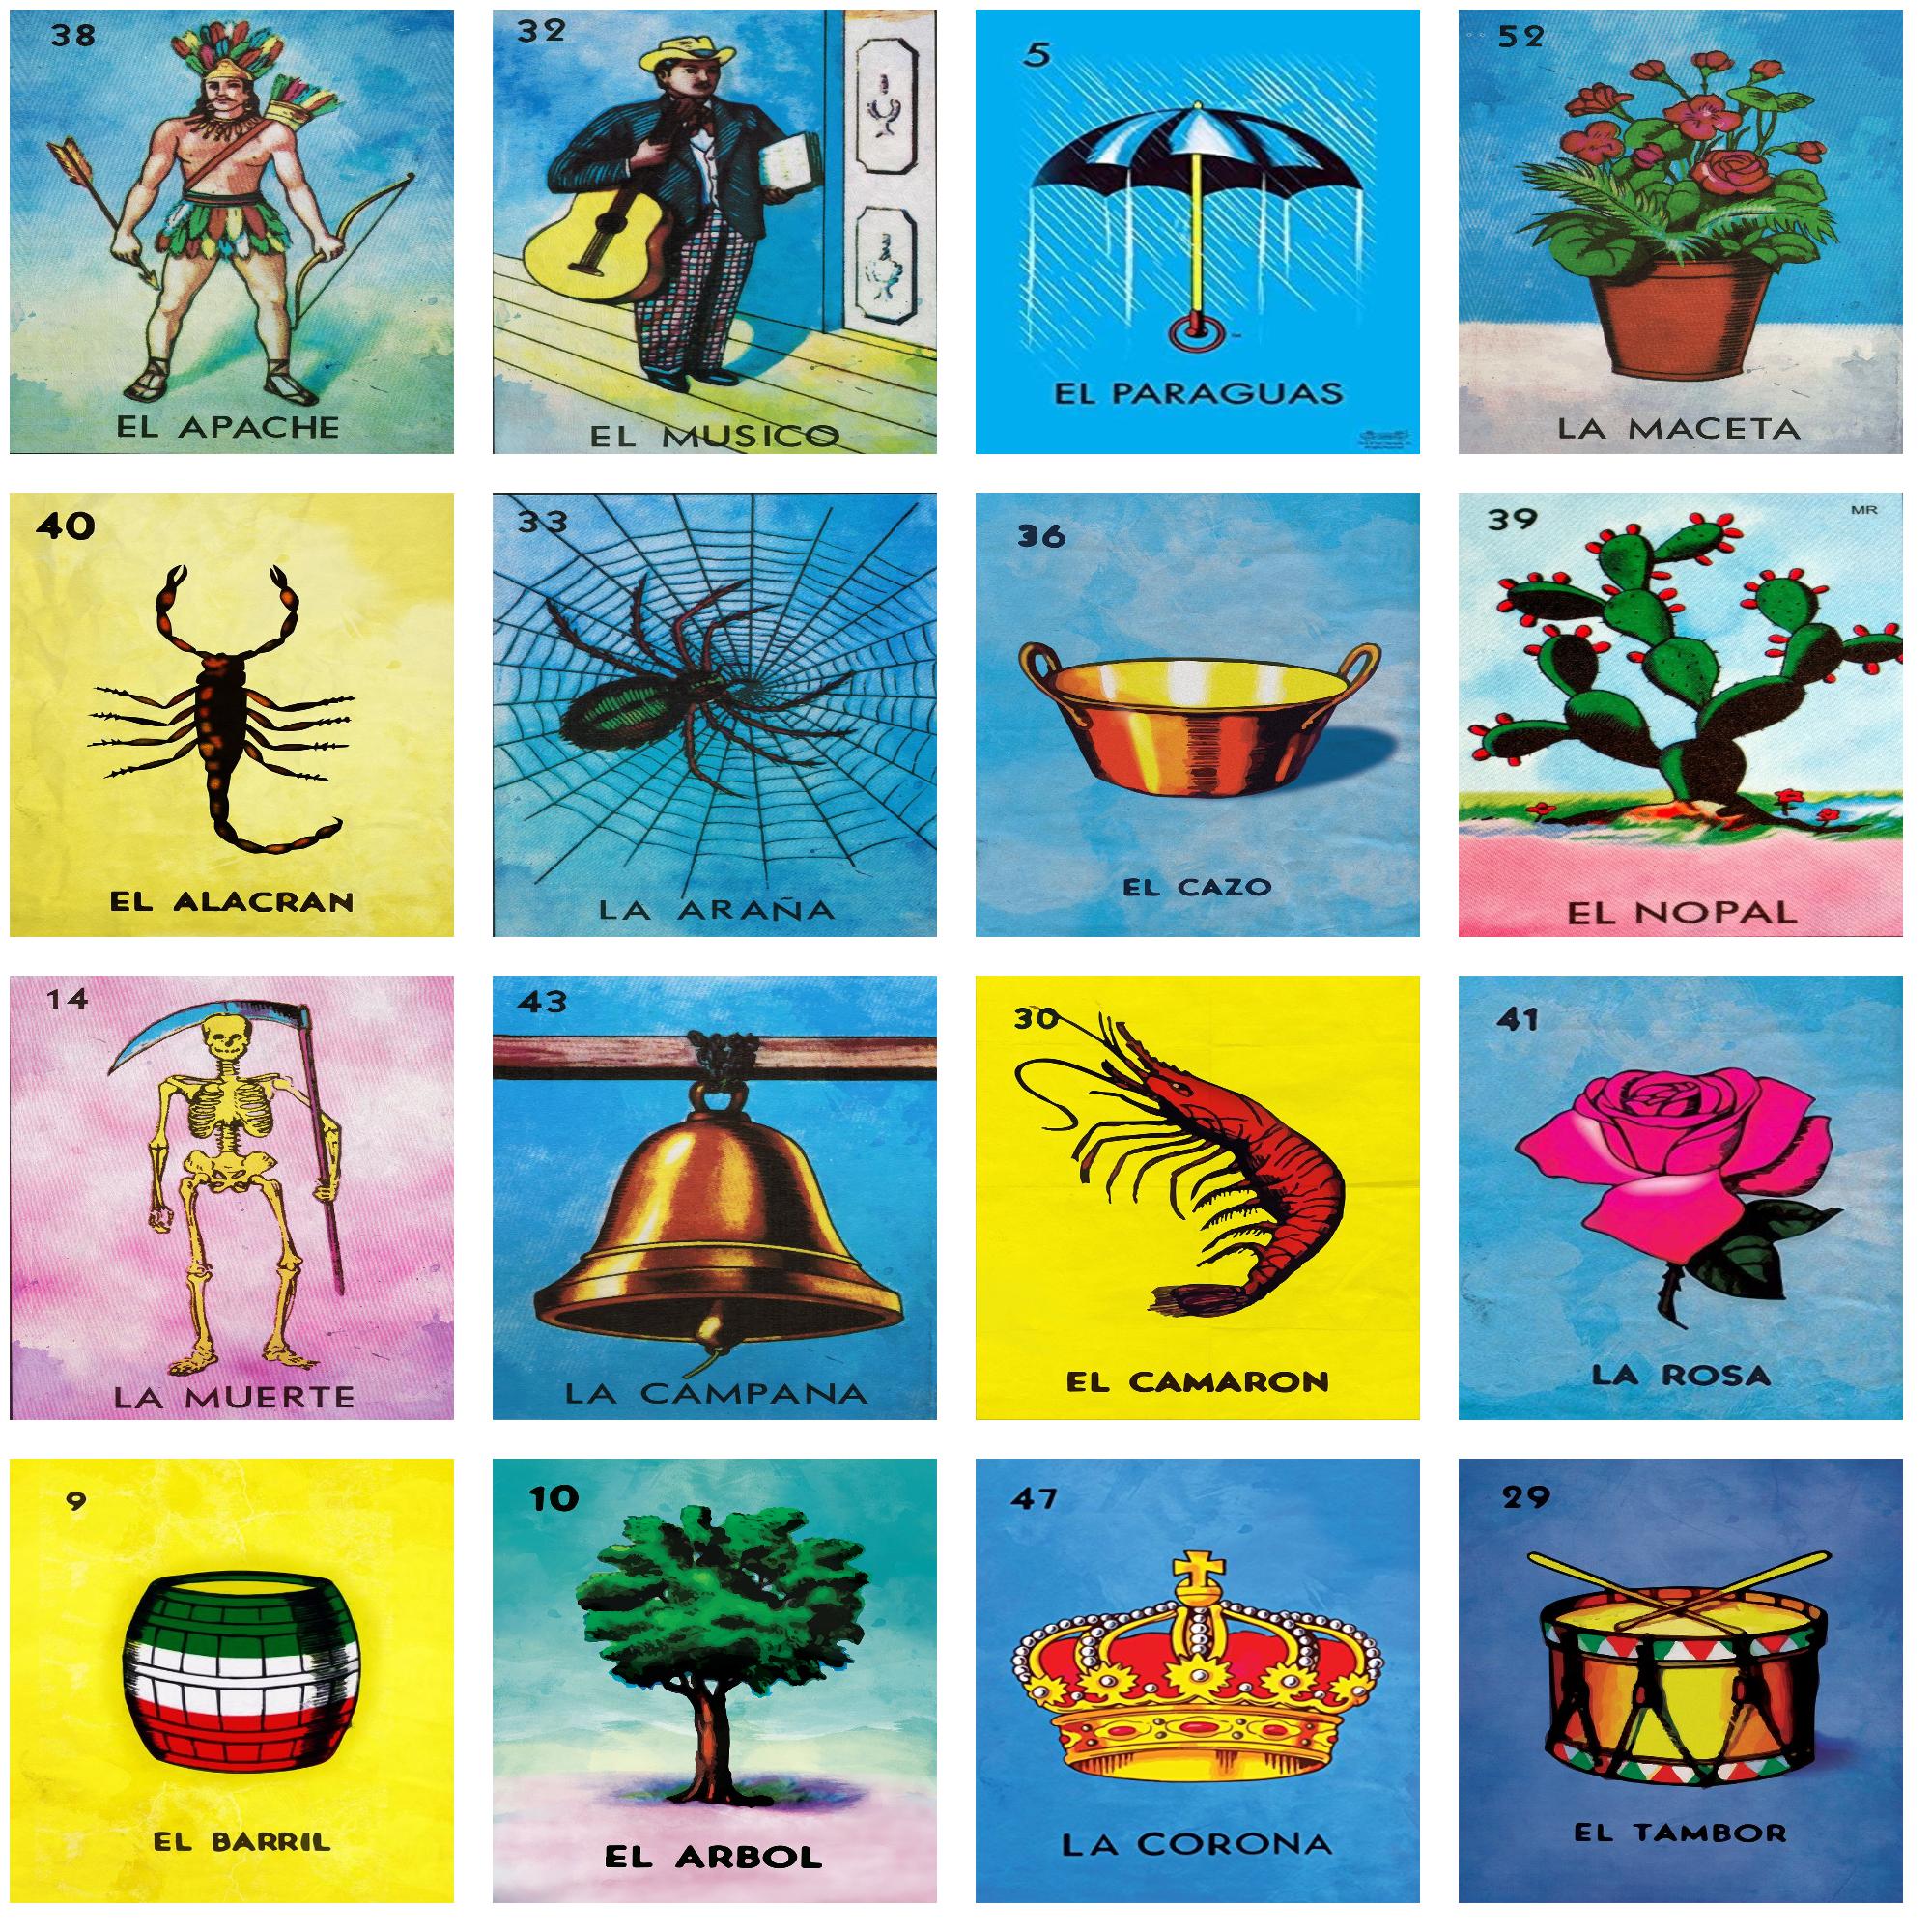 38
EL APACHE
32
EL MUSICO
5
EL PARAGUAS
52
LA MACETA
40
EL ALACRAN
33
LA ARAÑA
36
EL CAZO
39
MR
EL NOPAL
14
LA MUERTE
43
LA CAMPANA
30
EL CAMARON
41
LA ROSA
9
EL BARRIL
10
EL ARBOL
47
LA CORONA
29
EL TAMBOR